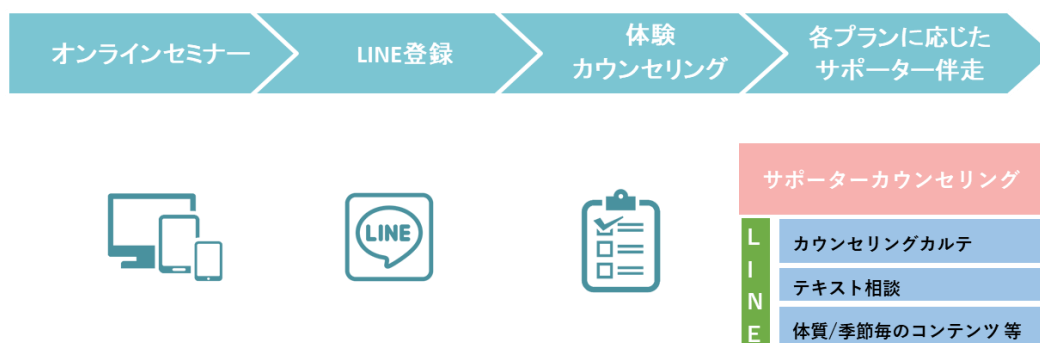 オンラインセミナー
LINE登録
体験
カウンセリング
各プランに応じた
サポーター伴走
LINE
サポーターカウンセリング
LINE
カウンセリングカルテ
テキスト相談
体質/季節毎のコンテンツ 等